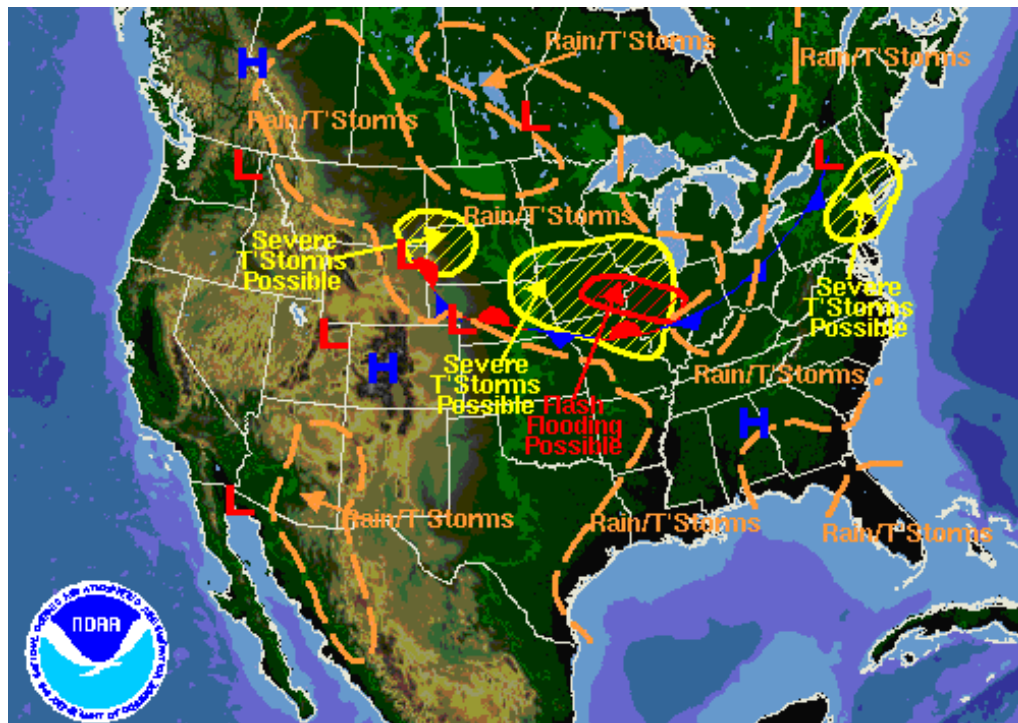 Rain/T'Storms
Rain/T'Storms
H
Rain/T'Storms
L
L
L
Rain/T'Storms
Severe
T'Storms
Possible
L
Severe
T'Storms
Possible
L
L
H
Severe
T'Storms
Possible
Rain/T'Storms
Flash
Flooding
Possible
H
L
Rain/T'Storms
Rain/T'Storms
Rain/T'Storms
NOAA